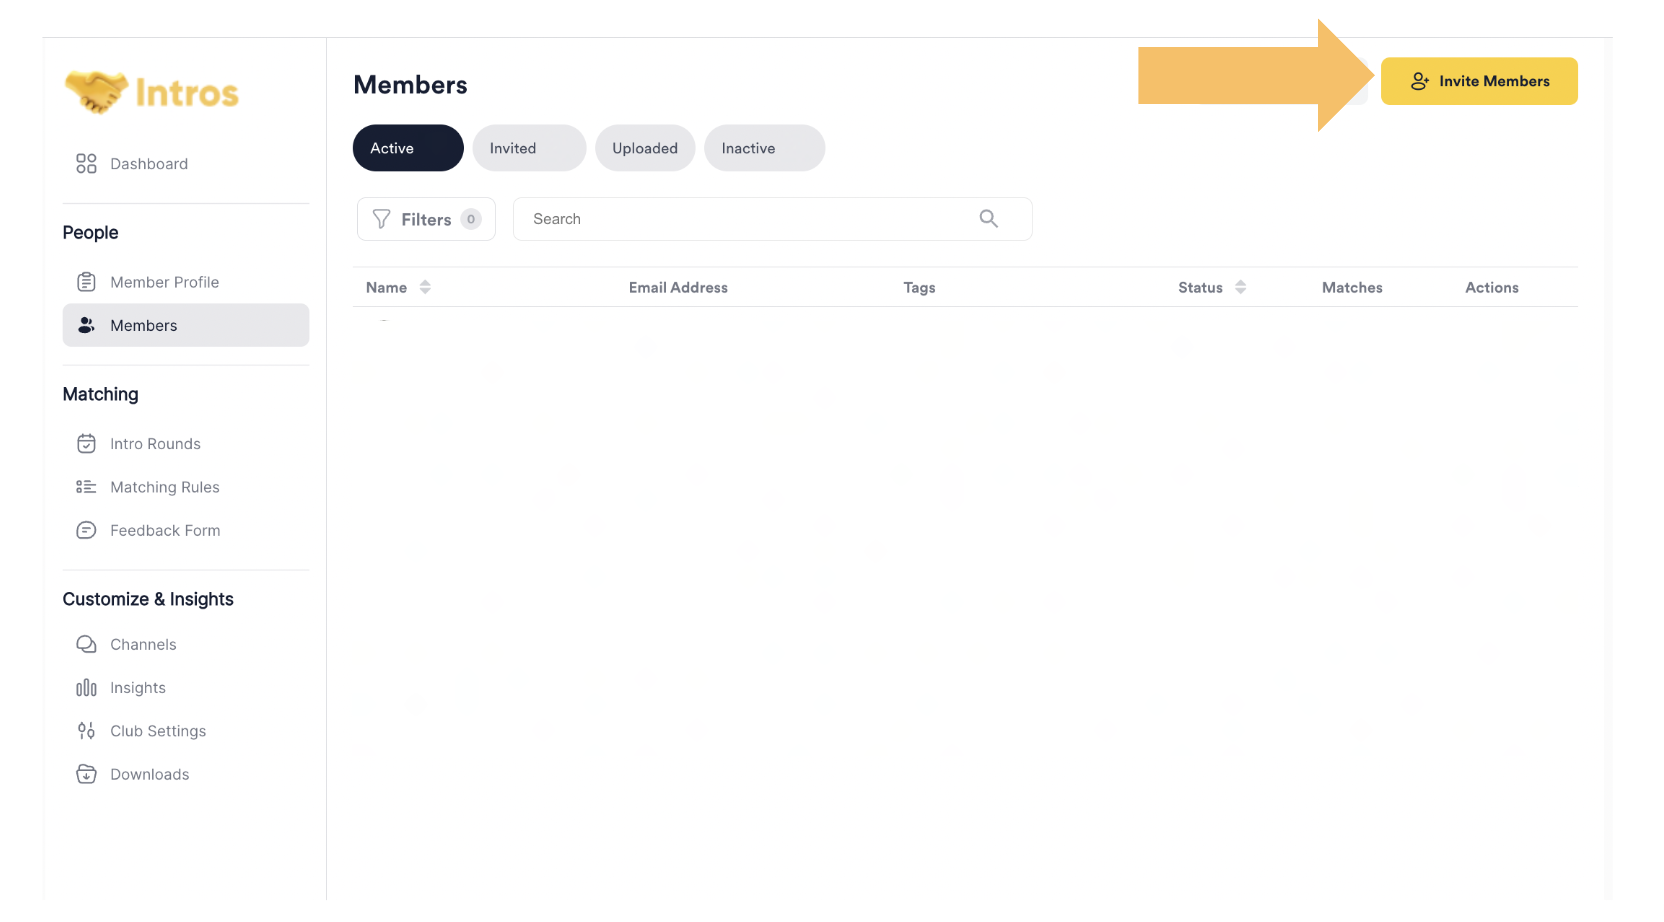 Intros
Dashboard
People
Member Profile
Members
Matching
Intro Rounds
Matching Rules
Feedback Form
Customize & Insights
Channels
Insights
Club Settings
Downloads
Members
Invite Members
Active Invited Uploaded Inactive
Filters 0 Search
Name Email Address Tags Status Matches Actions